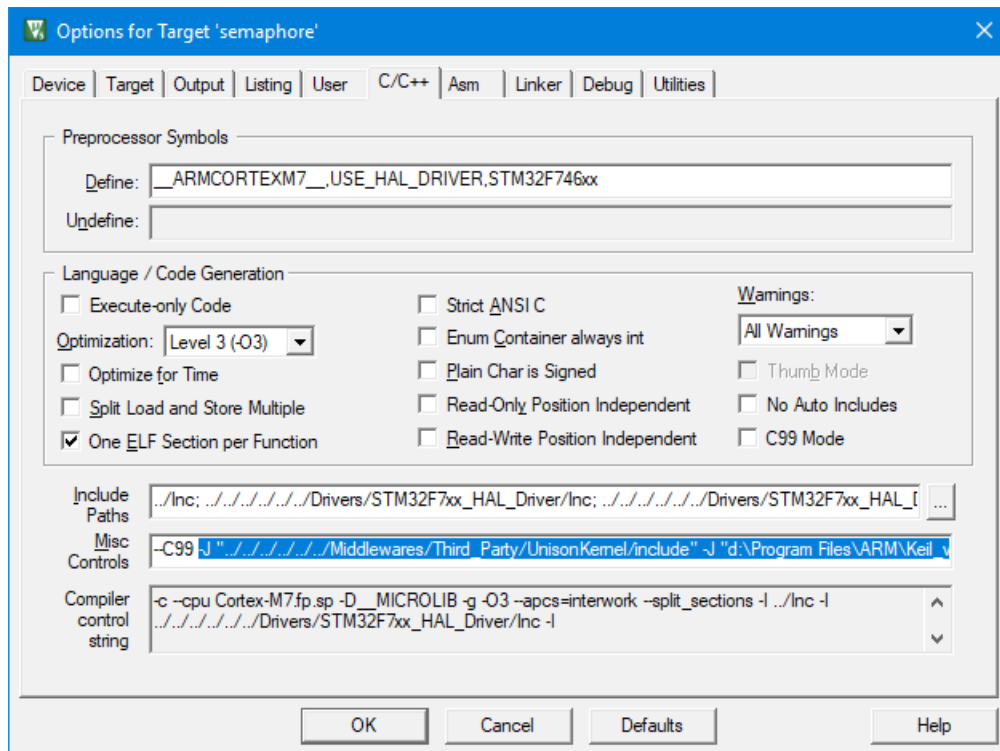 Options for Target 'semaphore'
Device Target Output Listing User C/C++ Asm Linker Debug Utilities
Preprocessor Symbols
Define: __ARMCORTEXM7__,USE_HAL_DRIVER,STM32F746xx
Undefine:
Language / Code Generation
Execute-only Code Strict ANSI C Warnings:
Optimization: Level 3 (-O3) Enum Container always int All Warnings
Optimize for Time Plain Char is Signed Thumb Mode
Split Load and Store Multiple Read-Only Position Independent No Auto Includes
One ELF Section per Function Read-Write Position Independent C99 Mode
Include Paths ../Inc; ../../../../../../Drivers/STM32F7xx_HAL_Driver/Inc; ../../../../../../Drivers/STM32F7xx_HAL_ ...
Misc Controls --C99 -J "../../../../../../Middlewares/Third_Party/UnisonKernel/include" -J "d:\Program Files\ARM\Keil_v
Compiler control string -c --cpu Cortex-M7.fp.sp -D__MICROLIB -g -O3 --apcs=interwork --split_sections -I ../Inc -I
../../../../../../Drivers/STM32F7xx_HAL_Driver/Inc -I
OK Cancel Defaults Help